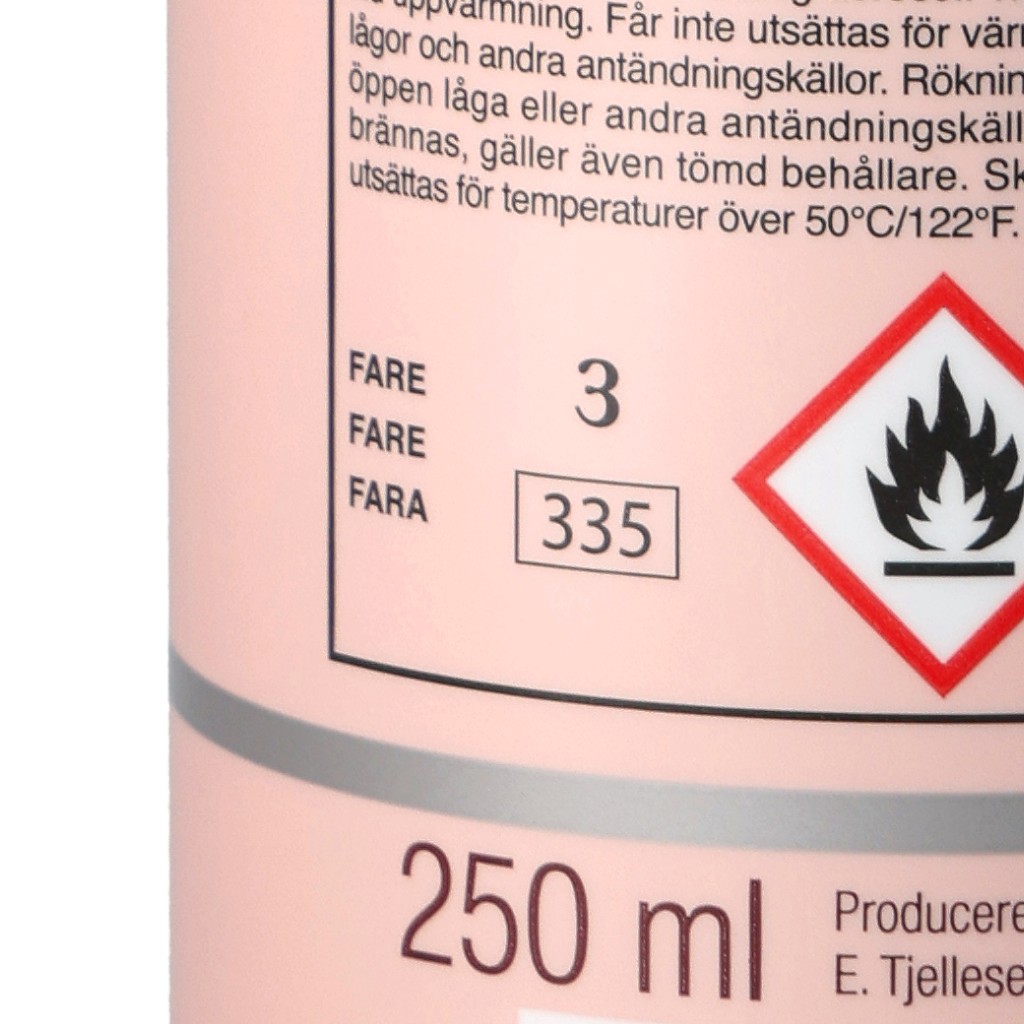 uppvärmning. Får inte utsättas för vär
lågor och andra antändningskällor. Röknin
öppen låga eller andra antändningskäll
brännas, gäller även tömd behållare. Sk
utsättas för temperaturer över 50°C/122°F.
FARE
FARE
FARA
3
335
250 ml
Producere
E. Tjellese